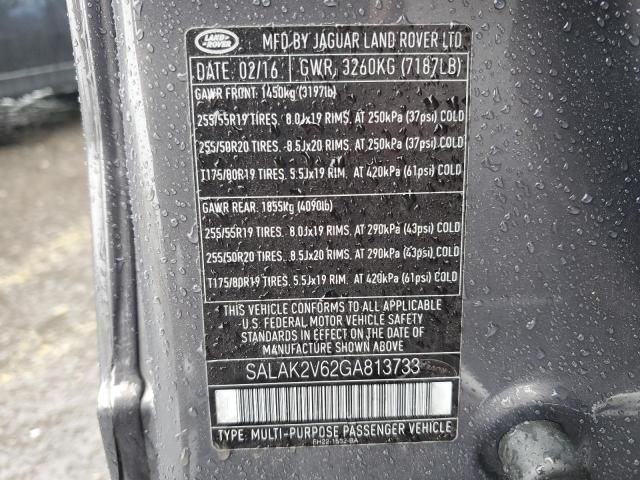 LAND ROVER
MFD BY JAGUAR LAND ROVER LTD
DATE: 02/16 GWR, 3260KG (7187LB)
GAWR FRONT: 1450kg (3197lb)
255/55R19 TIRES. 8.0Jx19 RIMS. AT 250kPa (37psi) COLD
255/50R20 TIRES. 8.5Jx20 RIMS. AT 250kPa (37psi) COLD
T175/80R19 TIRES. 5.5Jx19 RIM. AT 420kPa (61psi) COLD
GAWR REAR: 1855Kg (4090lb)
255/55R19 TIRES. 8.0Jx19 RIMS. AT 290kPa (43psi) COLD
255/50R20 TIRES. 8.5Jx20 RIMS. AT 290kPa (43psi) COLD
T175/80R19 TIRES. 5.5Jx19 RIM. AT 420kPa (61psi) COLD
THIS VEHICLE CONFORMS TO ALL APPLICABLE
U.S. FEDERAL MOTOR VEHICLE SAFETY
STANDARDS IN EFFECT ON THE DATE OF
MANUFACTURE SHOWN ABOVE
SALAK2V62GA813733
TYPE: MULTI-PURPOSE PASSENGER VEHICLE